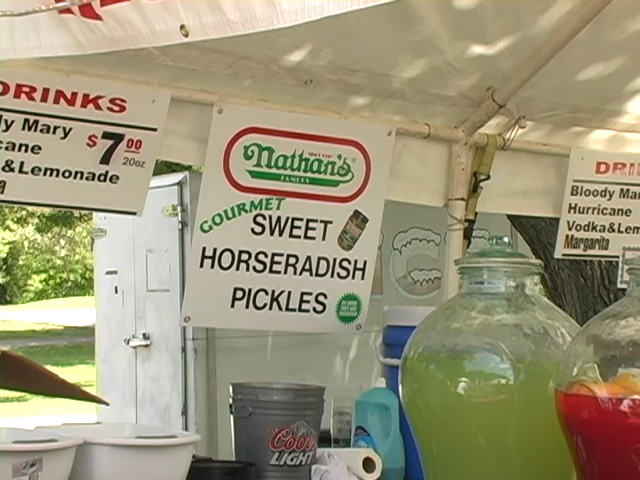 DRINKS
ly Mary
cane
&Lemonade
$7.00
20oz
Nathan's
FAMOUS
GOURMET
SWEET
HORSERADISH
PICKLES
DRI
Bloody Mar
Hurricane
Vodka&Lem
Margarita
Coors
LIGHT